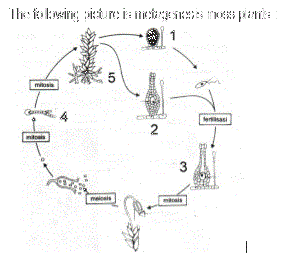 The following picture is metagenesis moss plants
1
5
mitosis
2
4
fertilisasi
mitosis
3
meiosis
mitosis